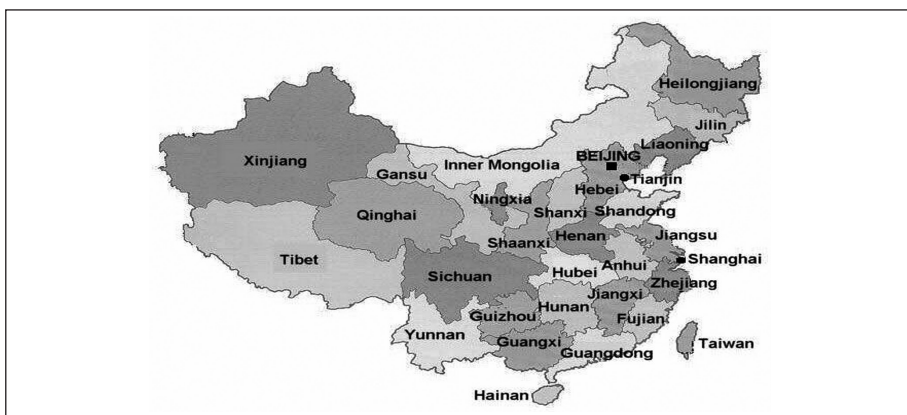 Heilongjiang
Jilin
Liaoning
BEIJING
Inner Mongolia
Xinjiang
Gansu
Tianjin
Hebei
Ningxia
Shanxi
Shandong
Qinghai
Jiangsu
Henan
Shaanxi
Shanghai
Tibet
Anhui
Hubei
Sichuan
Zhejiang
Jiangxi
Hunan
Guizhou
Fujian
Yunnan
Guangxi
Taiwan
Guangdong
Hainan